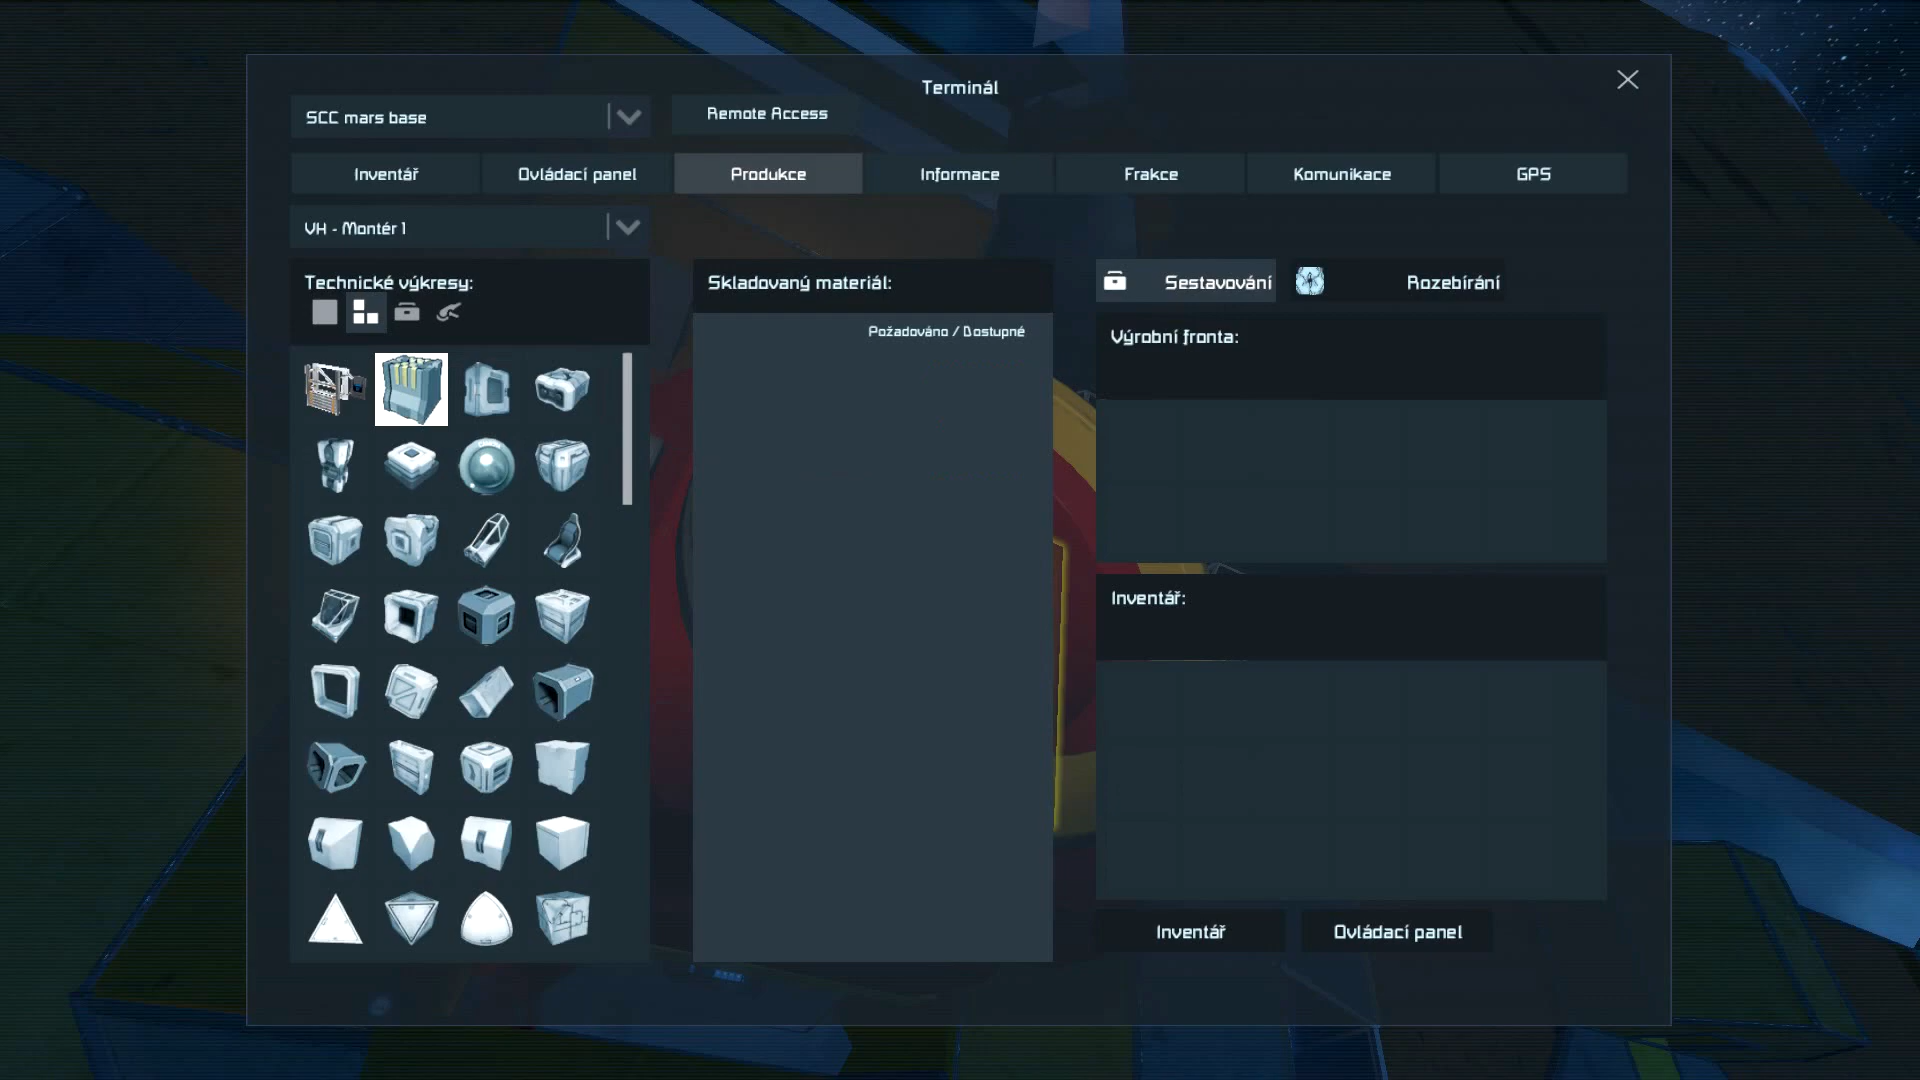 Terminál
SCC mars base
Remote Access
Inventář
Ovládací panel
Produkce
Informace
Frakce
Komunikace
GPS
VH - Montér 1
Technické výkresy:
Skladovaný materiál:
Požadováno / Dostupné
Sestavování
Rozebírání
Výrobní fronta:
Inventář:
Inventář
Ovládací panel